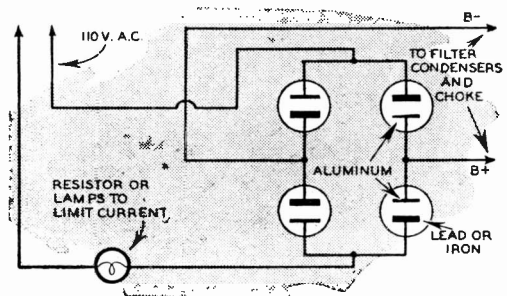 B-
110 V. A.C.
TO FILTER
CONDENSERS
AND
CHOKE
ALUMINUM
B+
RESISTOR OR
LAMPS TO
LIMIT CURRENT
LEAD OR
IRON